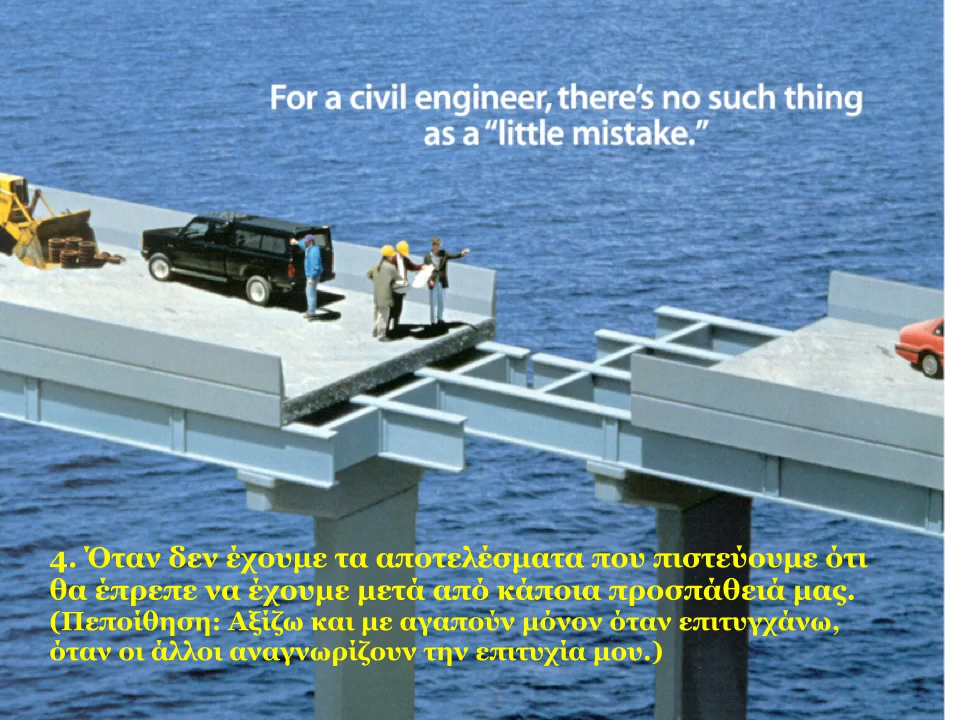 For a civil engineer, there's no such thing
as a “little mistake.”
4. Όταν δεν έχουμε τα αποτελέσματα που πιστεύουμε ότι
θα έπρεπε να έχουμε μετά από κάποια προσπάθειά μας.
(Πεποίθηση: Αξίζω και με αγαπούν μόνον όταν επιτυγχάνω,
όταν οι άλλοι αναγνωρίζουν την επιτυχία μου.)